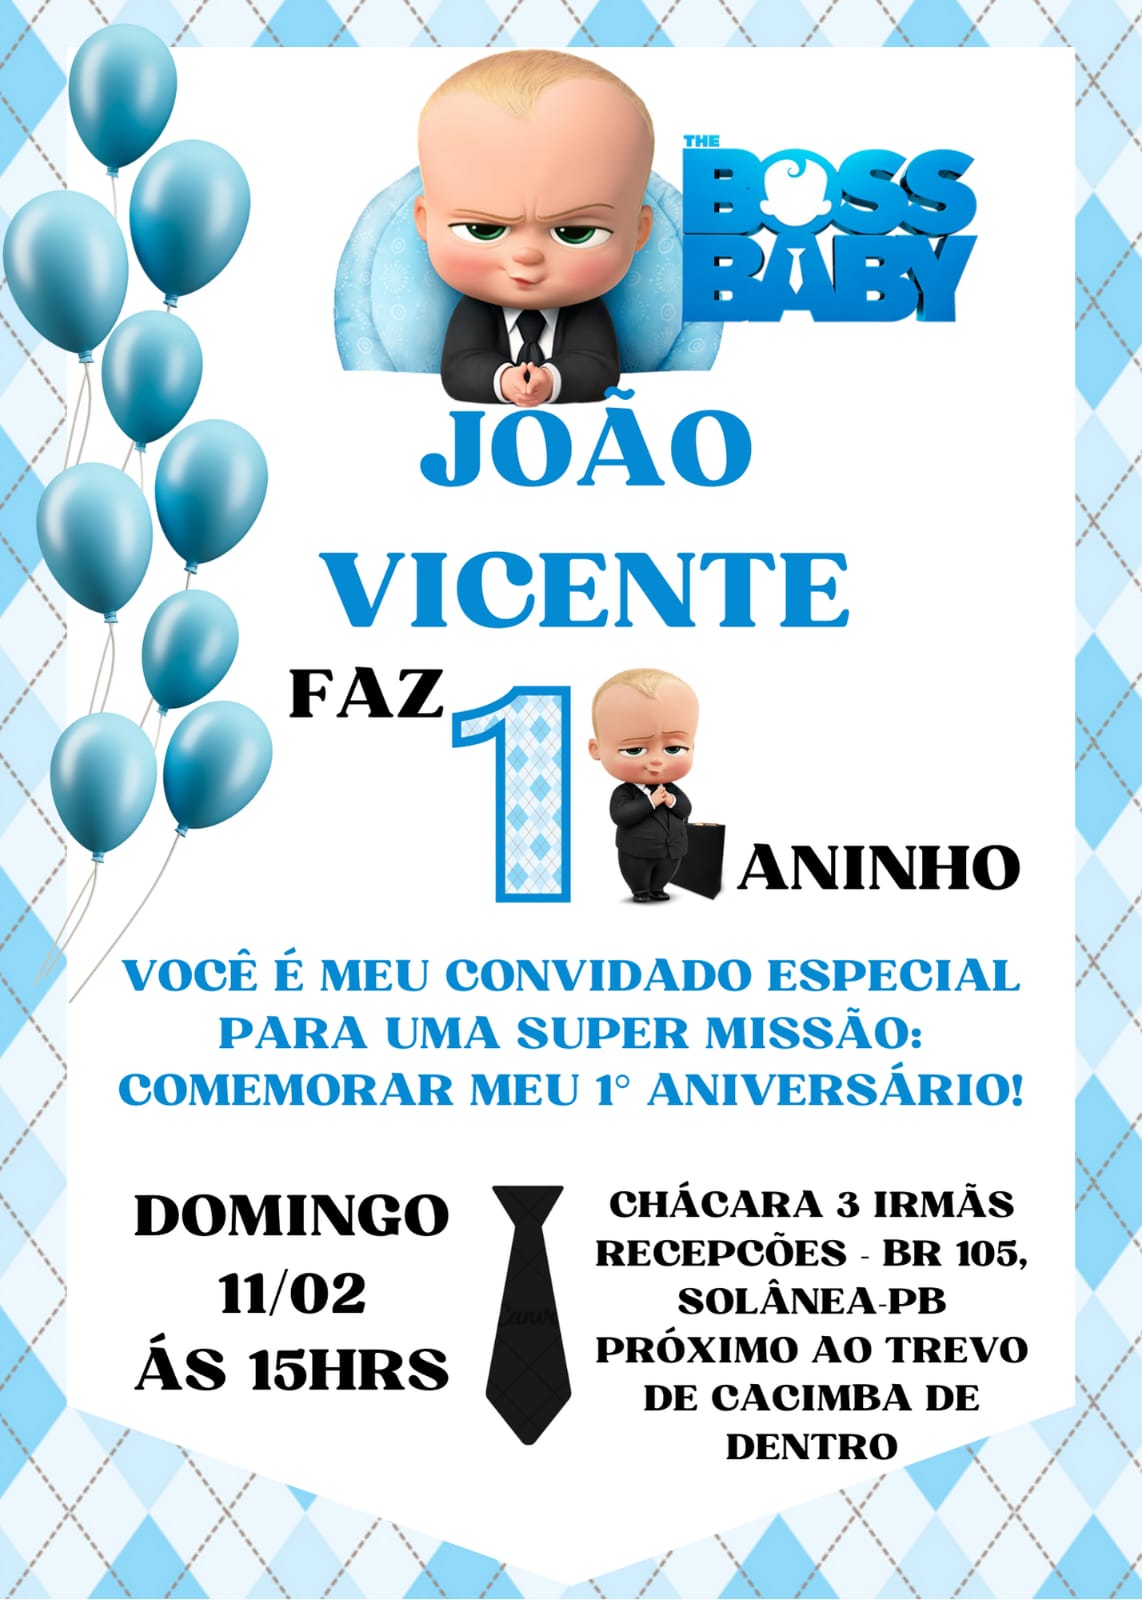 THE
BOSS
BABY
JOÃO
VICENTE
FAZ
1
ANINHO
VOCÊ É MEU CONVIDADO ESPECIAL
PARA UMA SUPER MISSÃO:
COMEMORAR MEU 1° ANIVERSÁRIO!
DOMINGO
11/02
ÁS 15HRS
Canva
CHÁCARA 3 IRMÃS
RECEPCÕES - BR 105,
SOLÂNEA-PB
PRÓXIMO AO TREVO
DE CACIMBA DE
DENTRO